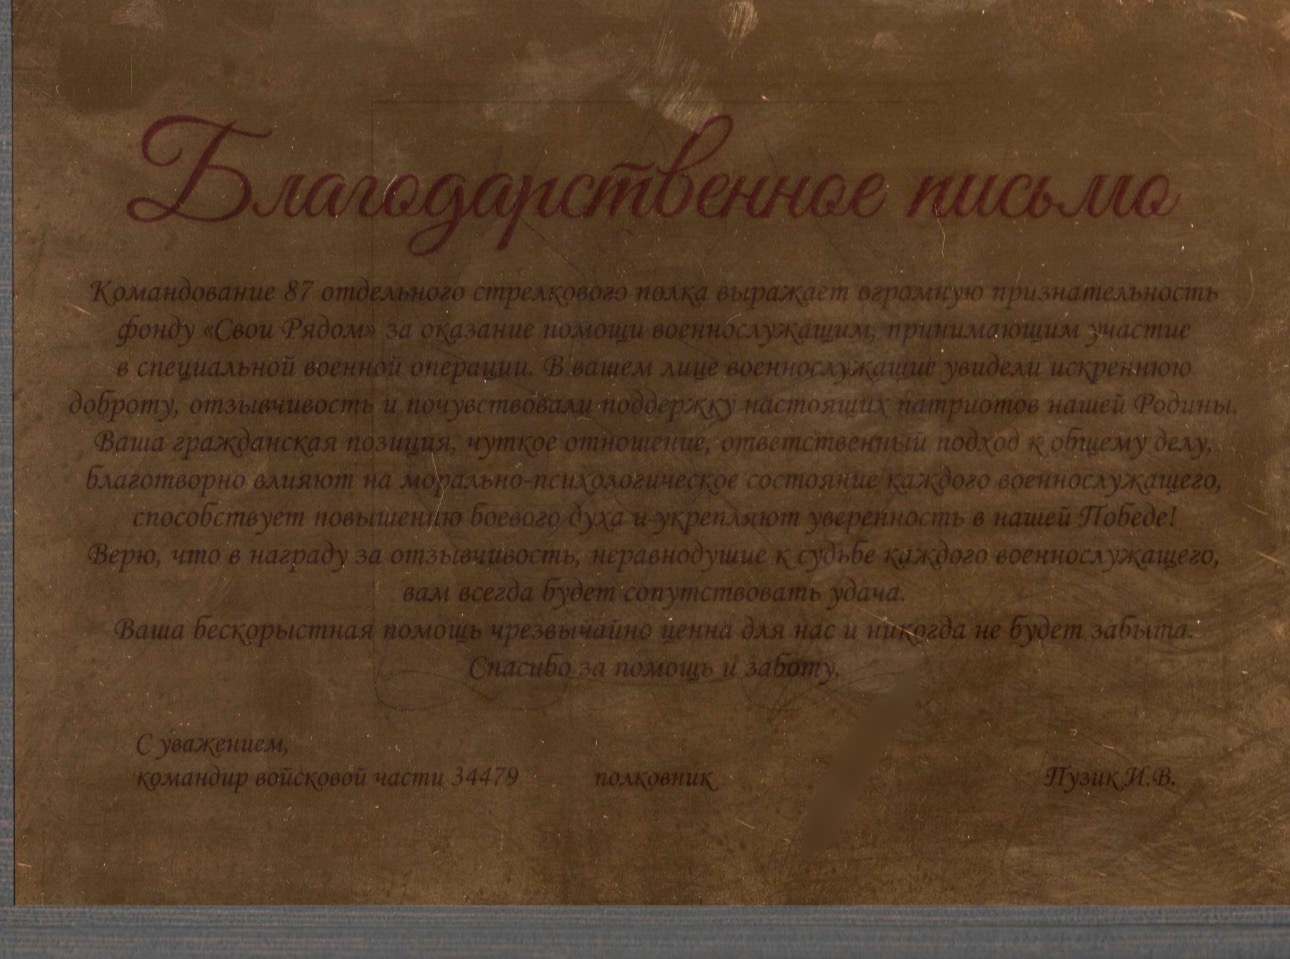 Благодарственное письмо
Командование 87 отдельного стрелкового полка выражает огромную признательность
фонду «Свои Рядом» за оказание помощи военнослужащим, принимающим участие
в специальной военной операции. В вашем лице военнослужащие увидели искреннюю
доброту, отзывчивость и почувствовали поддержку настоящих патриотов нашей Родины.
Ваша гражданская позиция, чуткое отношение, ответственный подход к общему делу,
благотворно влияют на морально-психологическое состояние каждого военнослужащего,
способствует повышению боевого духа и укрепляют уверенность в нашей Победе!
Верю, что в награду за отзывчивость, неравнодушие к судьбе каждого военнослужащего,
вам всегда будет сопутствовать удача.
Ваша бескорыстная помощь чрезвычайно ценна для нас и никогда не будет забыта.
Спасибо за помощь и заботу.
С уважением,
командир войсковой части 34479 полковник Пузик И.В.